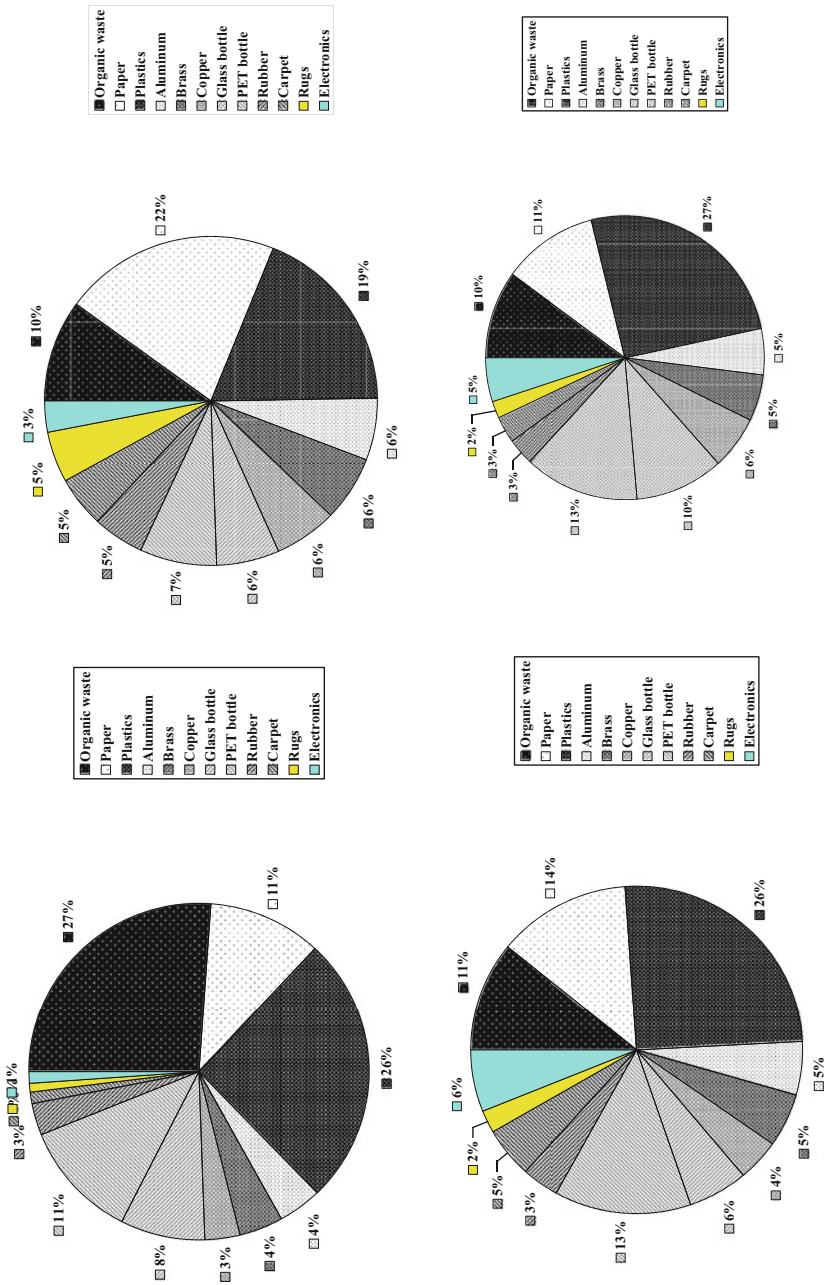 Organic waste
Paper
Plastics
Aluminum
Brass
Copper
Glass bottle
PET bottle
Rubber
Carpet
Rugs
Electronics
10%
22%
19%
6%
6%
6%
6%
7%
5%
5%
5%
3%
Organic waste
Paper
Plastics
Aluminum
Brass
Copper
Glass bottle
PET bottle
Rubber
Carpet
Rugs
Electronics
10%
11%
27%
5%
5%
6%
10%
13%
3%
3%
2%
5%
Organic waste
Paper
Plastics
Aluminum
Brass
Copper
Glass bottle
PET bottle
Rubber
Carpet
Rugs
Electronics
27%
11%
26%
4%
4%
3%
8%
11%
3%
1%
Organic waste
Paper
Plastics
Aluminum
Brass
Copper
Glass bottle
PET bottle
Rubber
Carpet
Rugs
Electronics
11%
14%
26%
5%
5%
4%
6%
13%
3%
5%
2%
6%